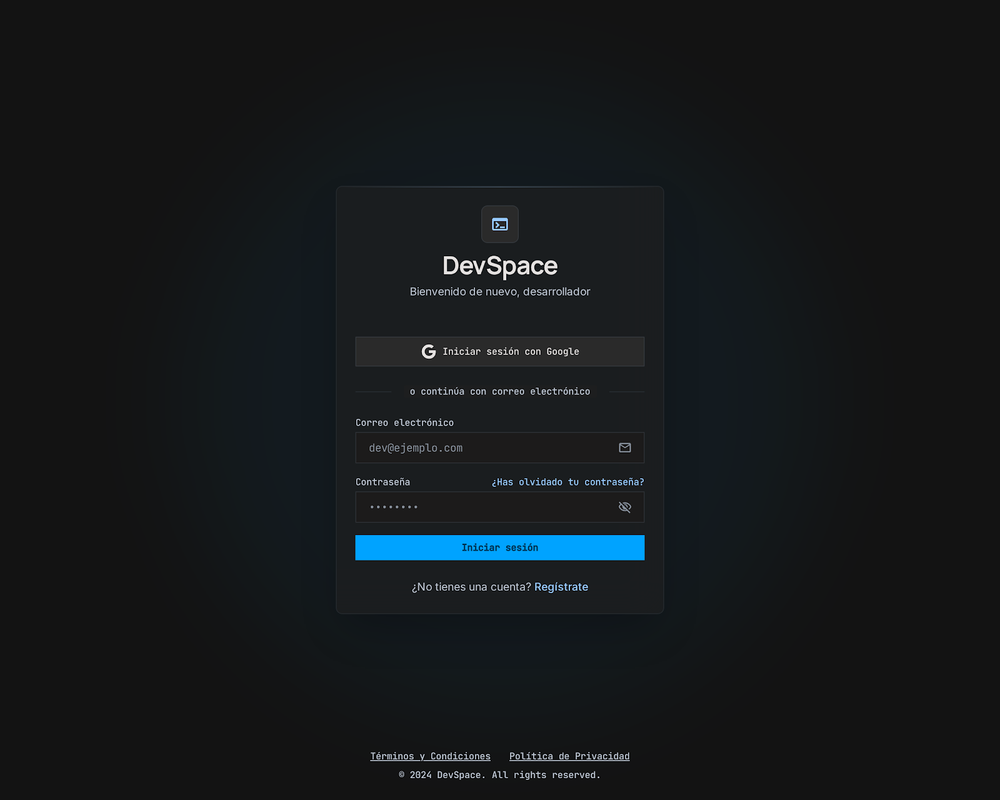 DevSpace
Bienvenido de nuevo, desarrollador
Iniciar sesión con Google
o continúa con correo electrónico
Correo electrónico
dev@ejemplo.com
Contraseña ¿Has olvidado tu contraseña?
••••••••
Iniciar sesión
¿No tienes una cuenta? Regístrate
Términos y Condiciones Política de Privacidad
© 2024 DevSpace. All rights reserved.